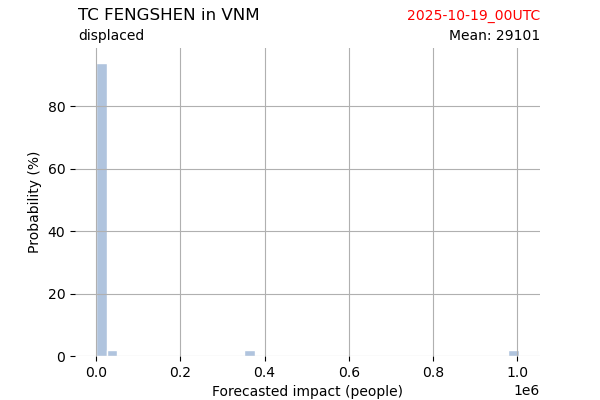 TC FENGSHEN in VNM
2025-10-19_00UTC
displaced
Mean: 29101
Probability (%)
80
60
40
20
0
0.0 0.2 0.4 0.6 0.8 1.0
1e6
Forecasted impact (people)